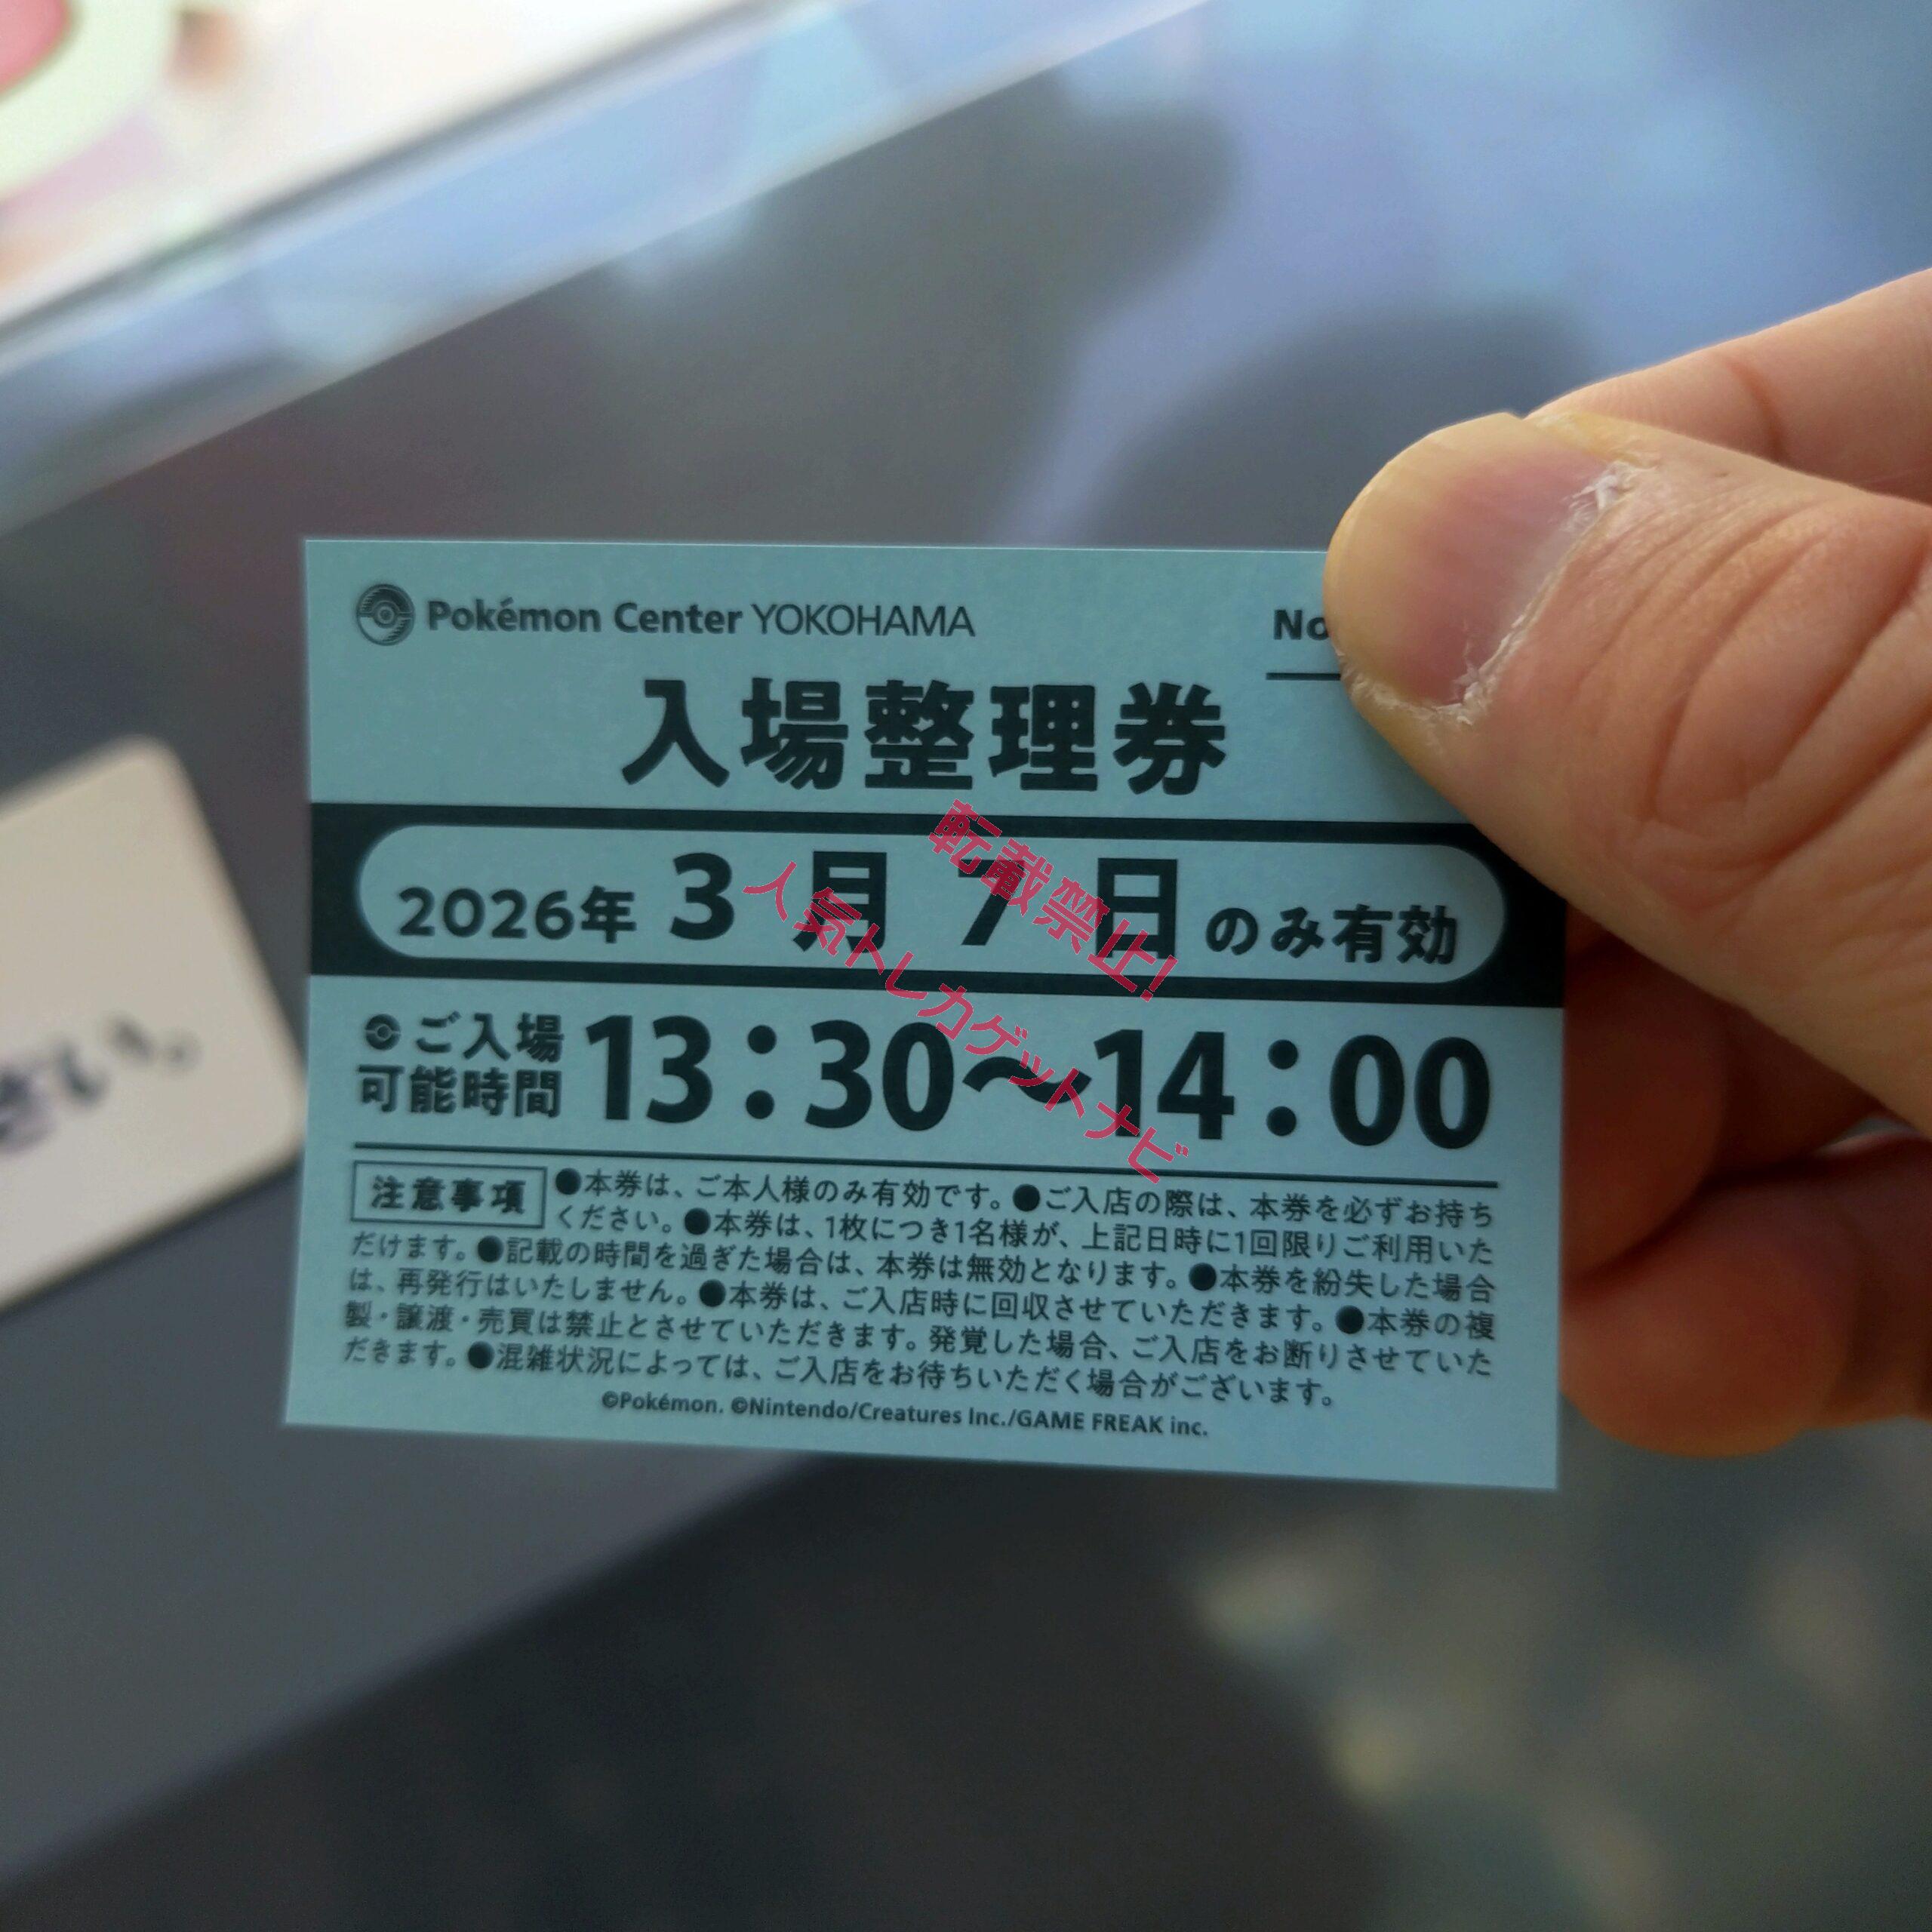 Pokémon Center YOKOHAMA
No
入場整理券
2026年 3月 7日 のみ有効
ご入場
可能時間
13:30～14:00
注意事項
●本券は、ご本人様のみ有効です。●ご入店の際は、本券を必ずお持ち
ください。●本券は、1枚につき1名様が、上記日時に1回限りご利用いた
だけます。●記載の時間を過ぎた場合は、本券は無効となります。●本券を紛失した場合
は、再発行はいたしません。●本券は、ご入店時に回収させていただきます。●本券の複
製・譲渡・売買は禁止とさせていただきます。発覚した場合、ご入店をお断りさせていた
だきます。●混雑状況によっては、ご入店をお待ちいただく場合がございます。
©Pokémon. ©Nintendo/Creatures Inc./GAME FREAK inc.
転載禁止!
人気トレカゲットナビ